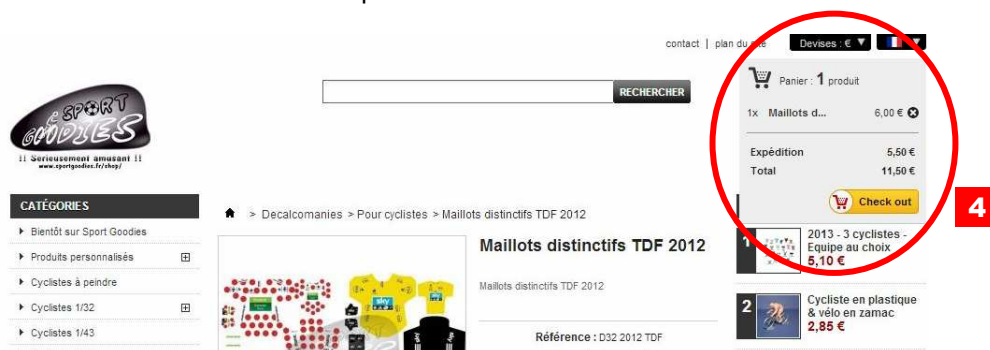 contact | plan du site
Devises : € ▼
RECHERCHER
SPORT
GOODIES
!! Serieusement amusant !!
www.sportgoodies.fr/shop/
Panier : 1 produit
1x Maillots d... 6,00 €
Expédition 5,50 €
Total 11,50 €
Check out
4
CATÉGORIES
Bientôt sur Sport Goodies
Produits personnalisés
Cyclistes à peindre
Cyclistes 1/32
Cyclistes 1/43
> Decalcomanies > Pour cyclistes > Maillots distinctifs TDF 2012
sky
Maillots distinctifs TDF 2012
Maillots distinctifs TDF 2012
Référence : D32 2012 TDF
1
2013 - 3 cyclistes -
Equipe au choix
5,10 €
2
Cycliste en plastique
& vélo en zamac
2,85 €